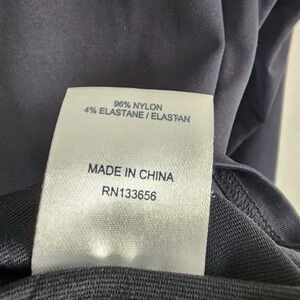 96% NYLON
4% ELASTANE / ELASTAN
MADE IN CHINA
RN133656